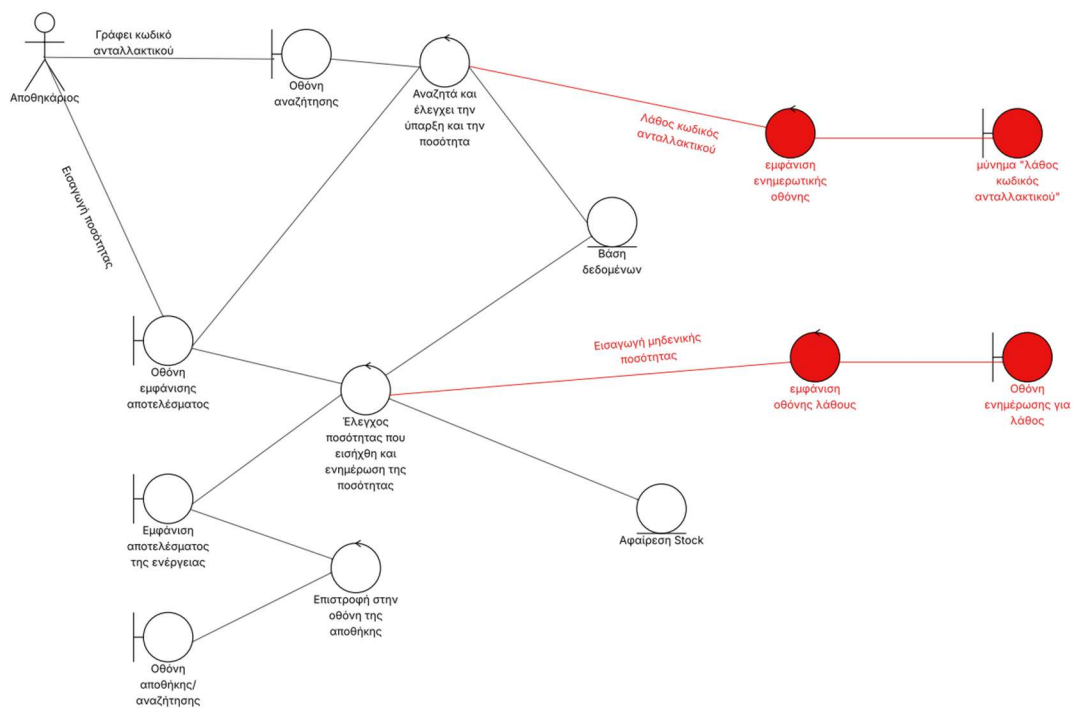 Γράφει κωδικό
ανταλλακτικού
Αποθηκάριος
Οθόνη
αναζήτησης
Αναζητά και
έλεγχει την
ύπαρξη και την
ποσότητα
Λάθος κωδικός
ανταλλακτικού
εμφάνιση
ενημερωτικής
οθόνης
μύνημα "λάθος
κωδικός
ανταλλακτικού"
Εισαγωγή ποσότητας
Βάση
δεδομένων
Οθόνη
εμφάνισης
αποτελέσματος
Εισαγωγή μηδενικής
ποσότητας
εμφάνιση
οθόνης λάθους
Οθόνη
ενημέρωσης για
λάθος
Έλεγχος
ποσότητας που
εισήχθη και
ενημέρωση της
ποσότητας
Εμφάνιση
αποτελέσματος
της ενέργειας
Αφαίρεση Stock
Επιστροφή στην
οθόνη της
αποθήκης
Οθόνη
αποθήκης/
αναζήτησης